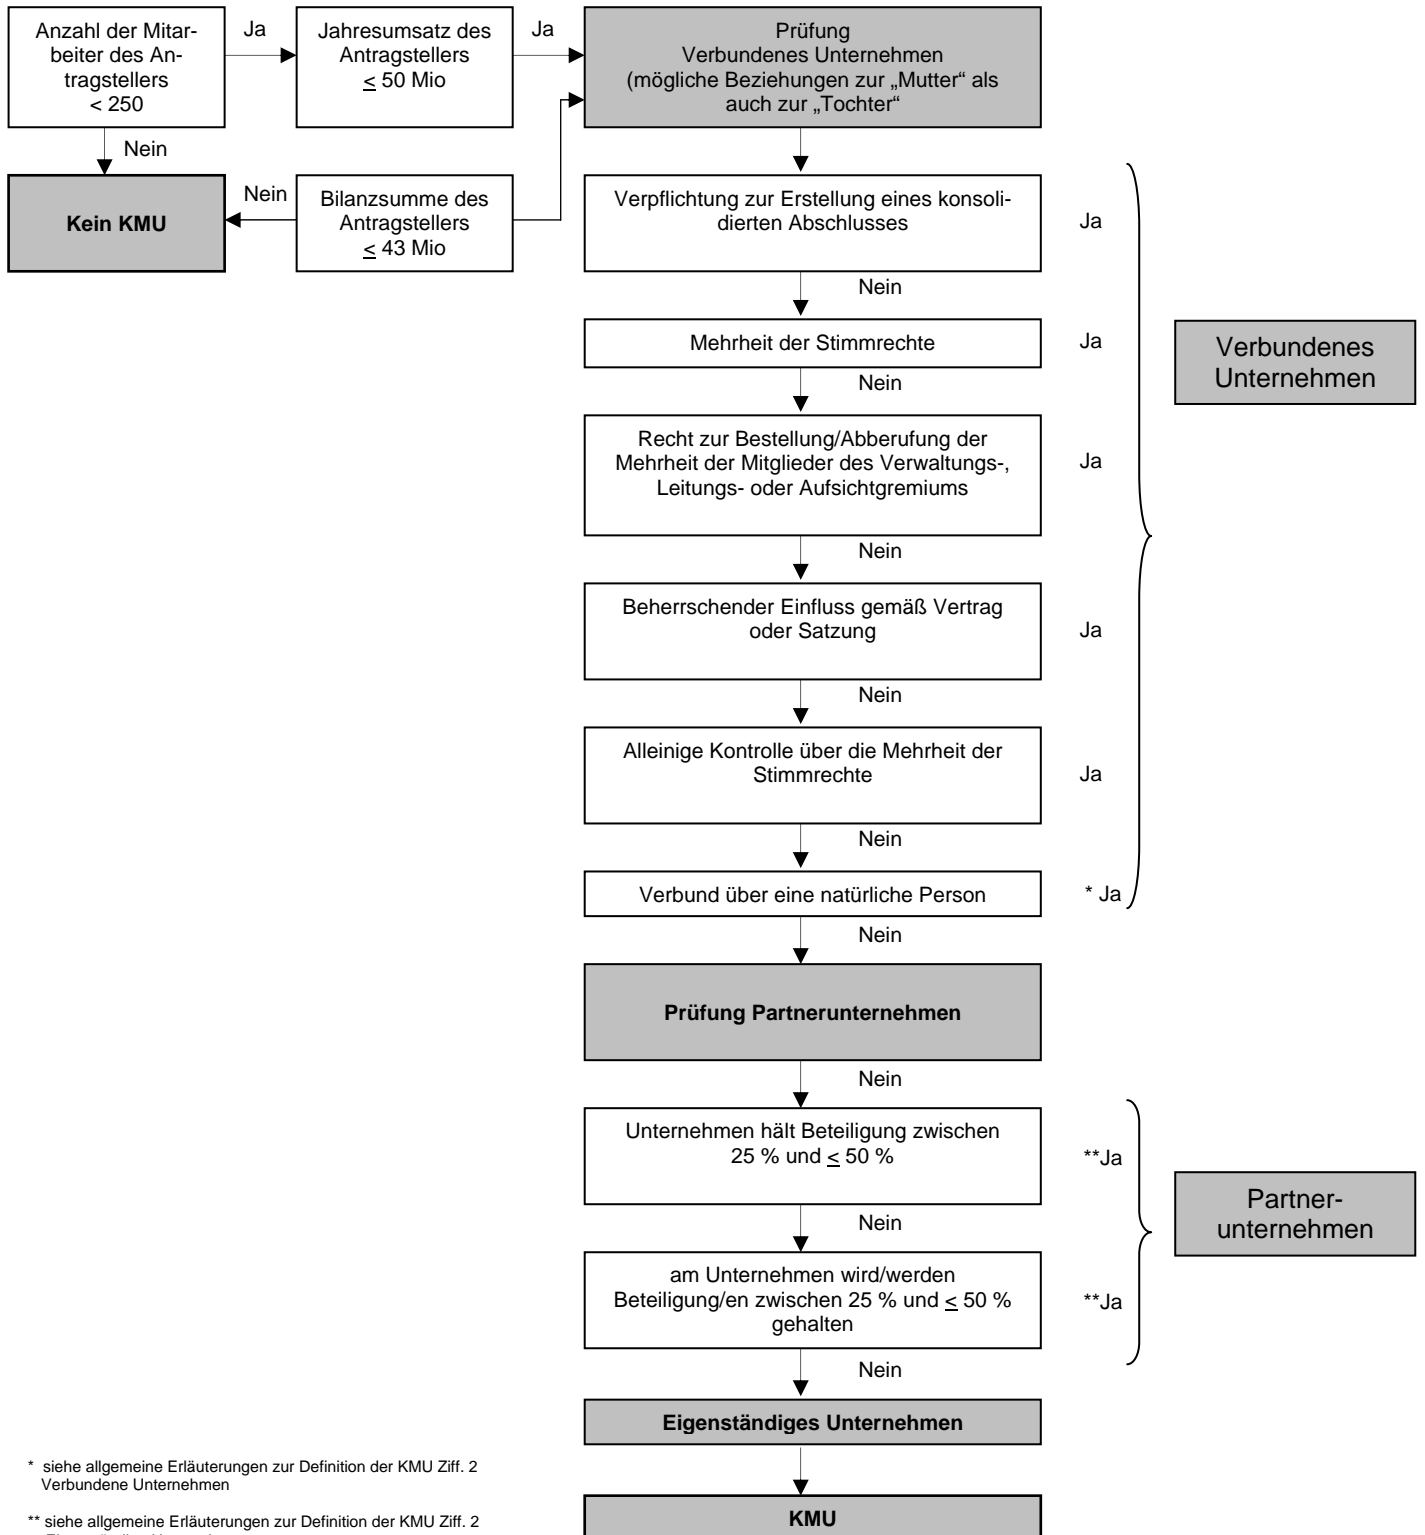 Anzahl der Mitar-
beiter des An-
tragstellers
< 250
Ja
Jahresumsatz des
Antragstellers
≤ 50 Mio
Ja
Prüfung
Verbundenes Unternehmen
(mögliche Beziehungen zur „Mutter“ als
auch zur „Tochter“
Nein
Kein KMU
Nein
Bilanzsumme des
Antragstellers
≤ 43 Mio
Verpflichtung zur Erstellung eines konsoli-
dierten Abschlusses
Ja
Nein
Mehrheit der Stimmrechte
Ja
Verbundenes
Unternehmen
Nein
Recht zur Bestellung/Abberufung der
Mehrheit der Mitglieder des Verwaltungs-,
Leitungs- oder Aufsichtgremiums
Ja
Nein
Beherrschender Einfluss gemäß Vertrag
oder Satzung
Ja
Nein
Alleinige Kontrolle über die Mehrheit der
Stimmrechte
Ja
Nein
Verbund über eine natürliche Person
* Ja
Nein
Prüfung Partnerunternehmen
Nein
Unternehmen hält Beteiligung zwischen
25 % und ≤ 50 %
**Ja
Partner-
unternehmen
Nein
am Unternehmen wird/werden
Beteiligung/en zwischen 25 % und ≤ 50 %
gehalten
**Ja
Nein
Eigenständiges Unternehmen
* siehe allgemeine Erläuterungen zur Definition der KMU Ziff. 2
Verbundene Unternehmen
** siehe allgemeine Erläuterungen zur Definition der KMU Ziff. 2
KMU